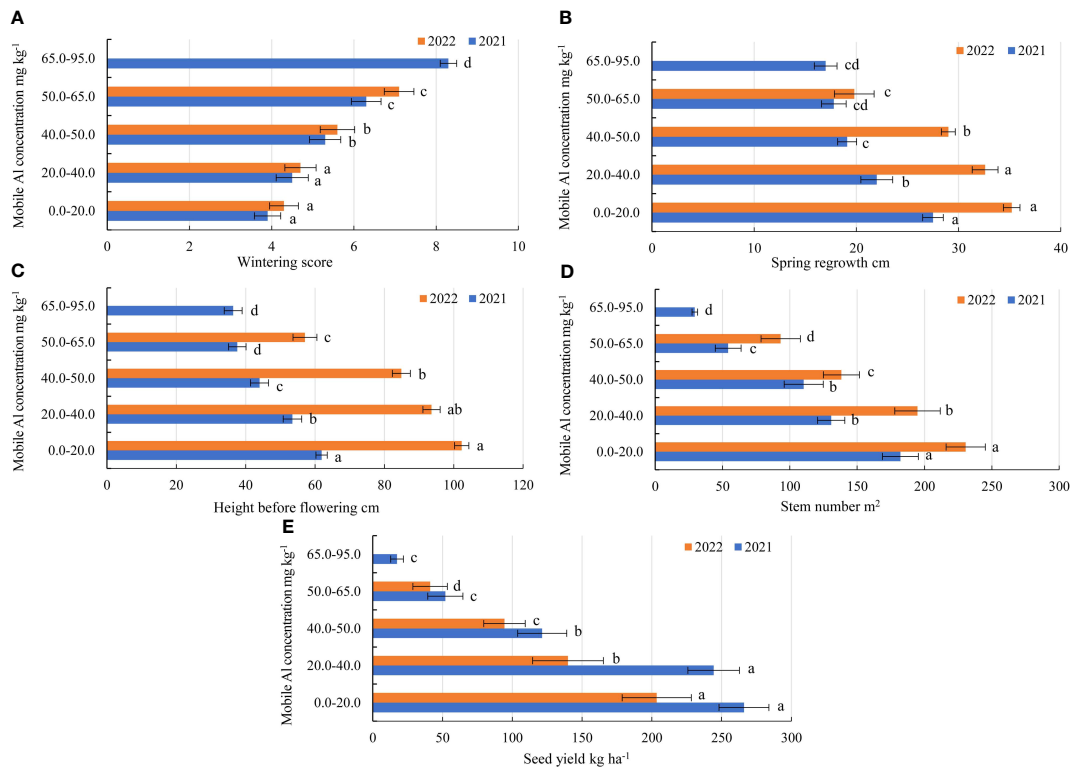 A
2022 2021
Mobile Al concentration mg kg⁻¹
65.0-95.0
d
50.0-65.0
c
c
40.0-50.0
b
b
20.0-40.0
a
a
0.0-20.0
a
a
0 2 4 6 8 10
Wintering score
B
2022 2021
Mobile Al concentration mg kg⁻¹
65.0-95.0
cd
50.0-65.0
c
cd
40.0-50.0
b
c
20.0-40.0
a
b
0.0-20.0
a
a
0 10 20 30 40
Spring regrowth cm
C
2022 2021
Mobile Al concentration mg kg⁻¹
65.0-95.0
d
50.0-65.0
c
d
40.0-50.0
b
c
20.0-40.0
ab
b
0.0-20.0
a
a
0 20 40 60 80 100 120
Height before flowering cm
D
2022 2021
Mobile Al concentration mg kg⁻¹
65.0-95.0
d
50.0-65.0
d
c
40.0-50.0
c
b
20.0-40.0
b
b
0.0-20.0
a
a
0 50 100 150 200 250 300
Stem number m²
E
2022 2021
Mobile Al concentration mg kg⁻¹
65.0-95.0
c
50.0-65.0
d
c
40.0-50.0
c
b
20.0-40.0
b
a
0.0-20.0
a
a
0 50 100 150 200 250 300
Seed yield kg ha⁻¹